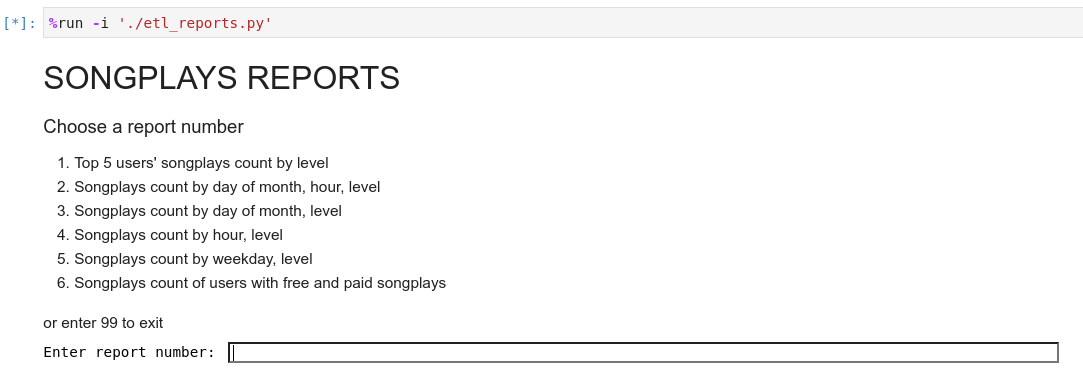 [*]: %run -i './etl_reports.py'
SONGPLAYS REPORTS
Choose a report number
1. Top 5 users' songplays count by level
2. Songplays count by day of month, hour, level
3. Songplays count by day of month, level
4. Songplays count by hour, level
5. Songplays count by weekday, level
6. Songplays count of users with free and paid songplays
or enter 99 to exit
Enter report number: